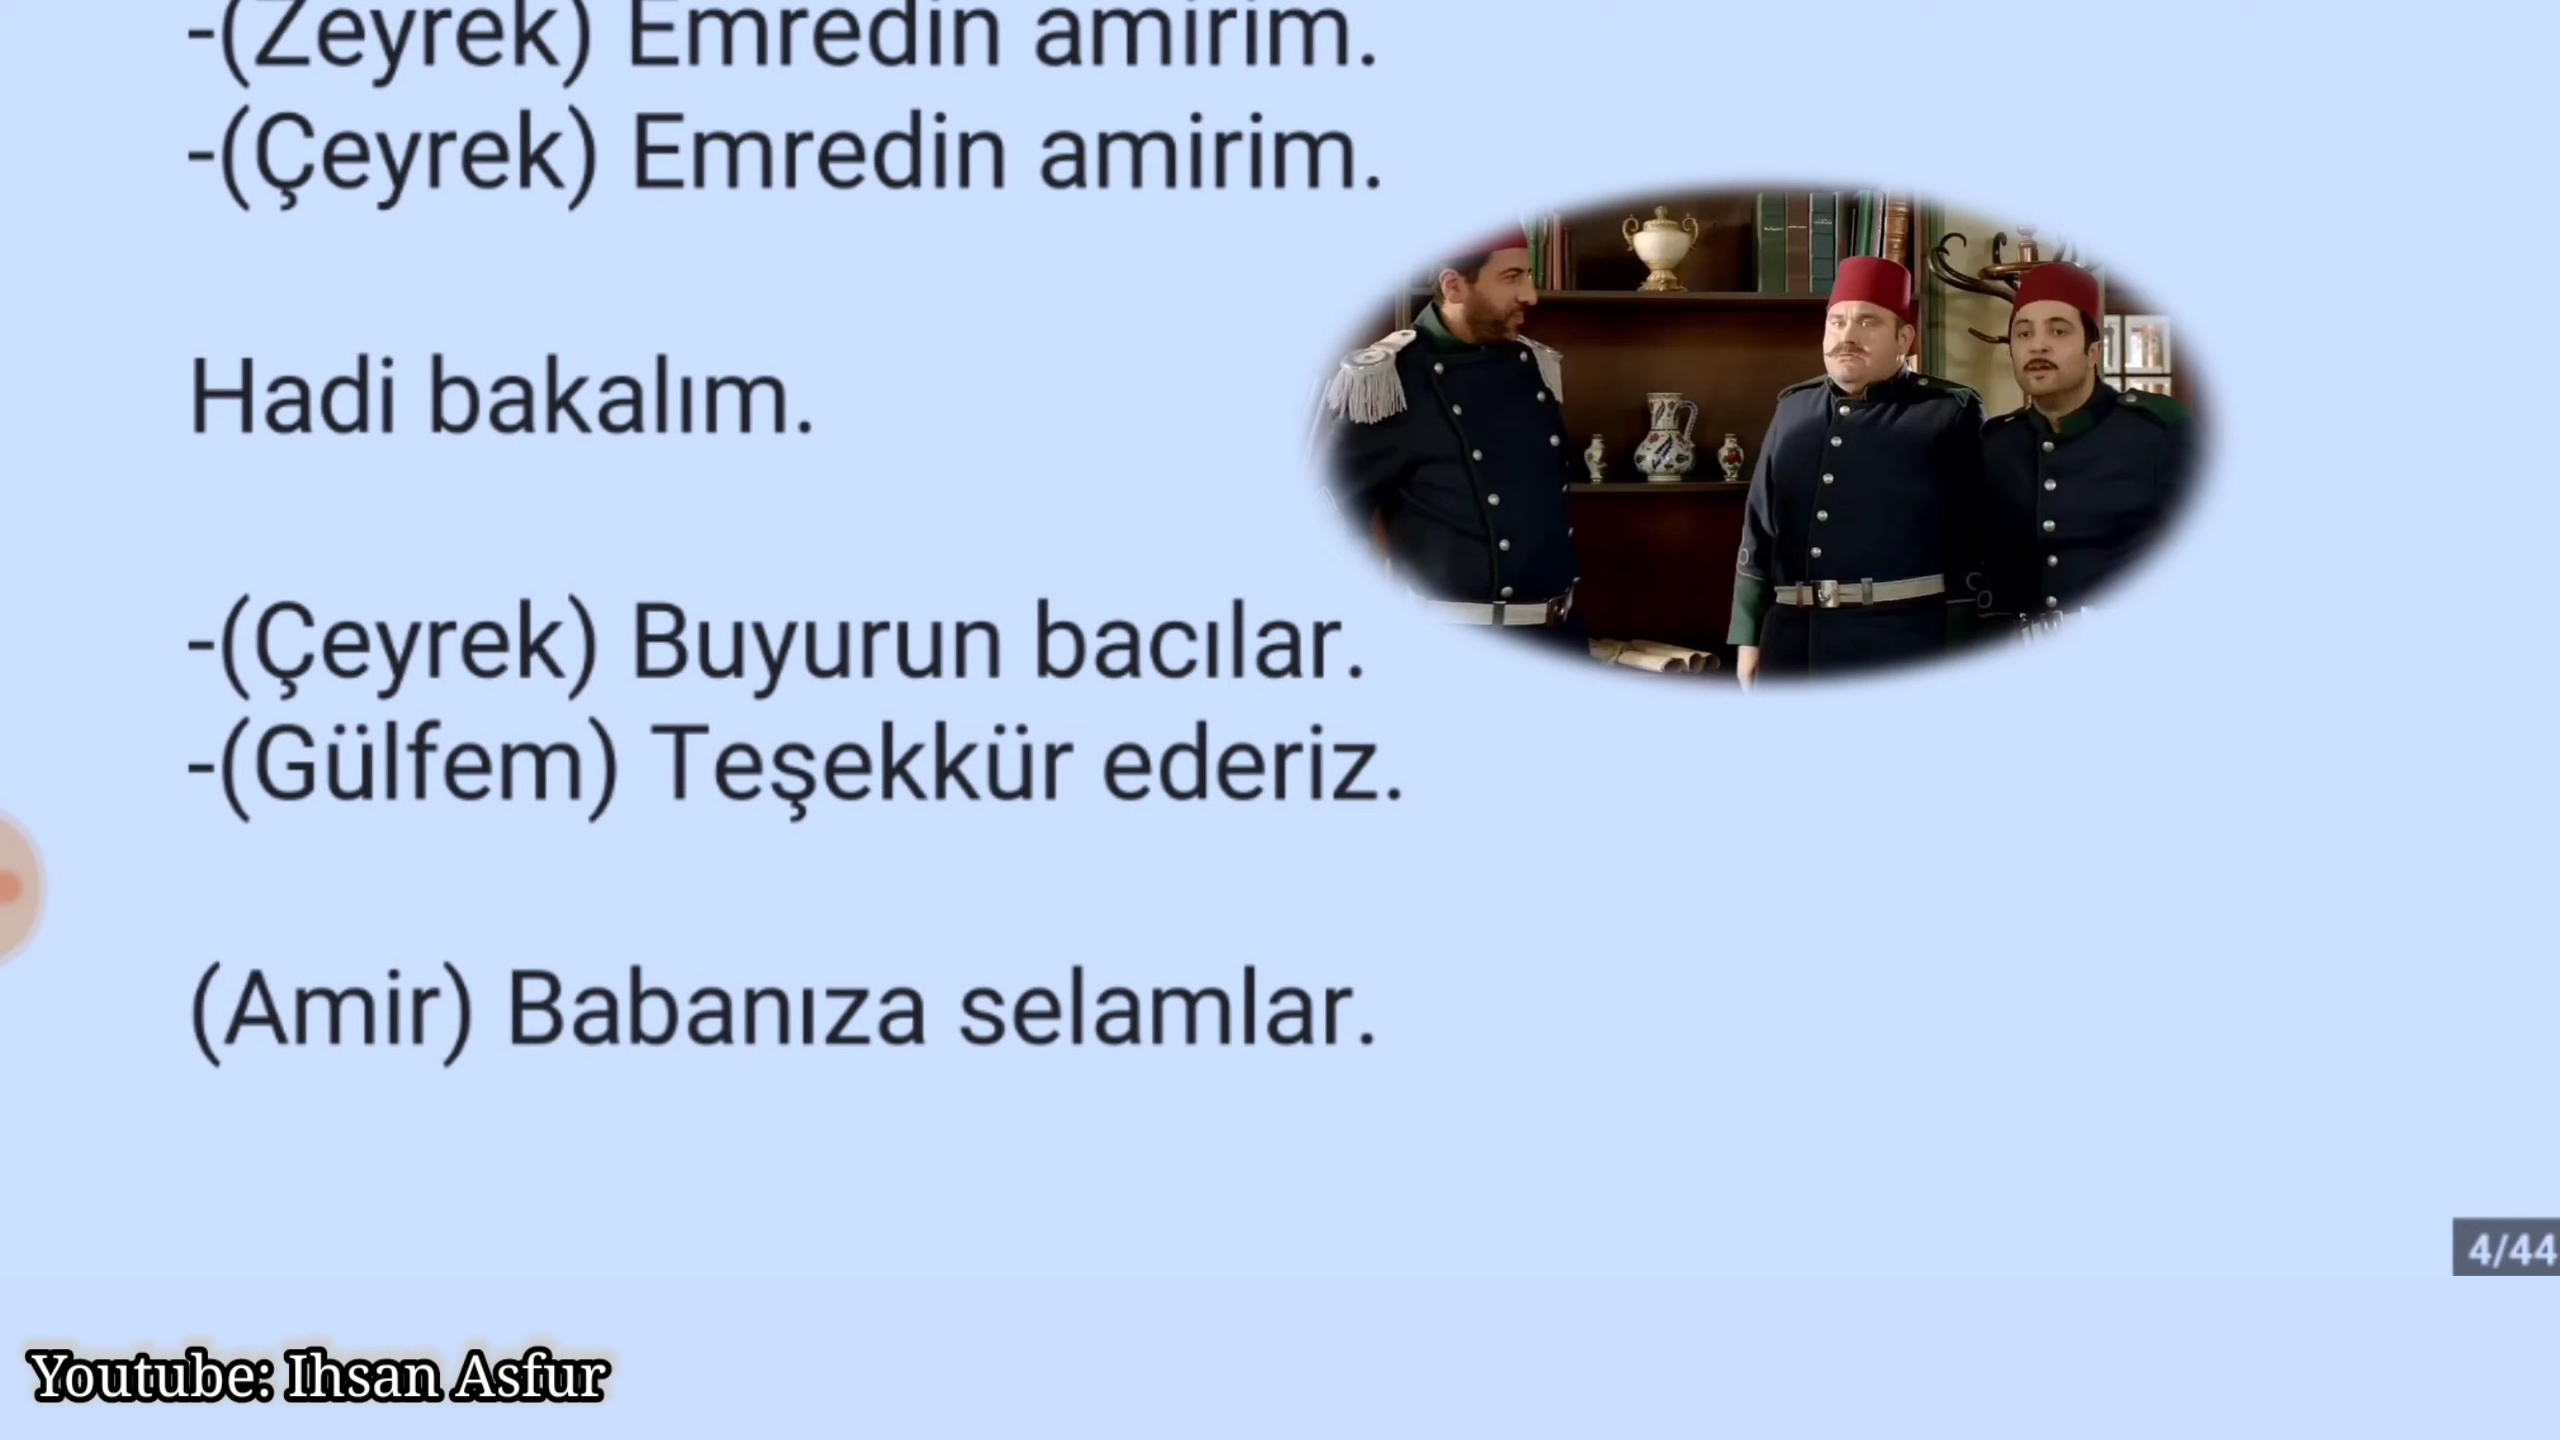 -(Zeyrek) Emredin amirim.
-(Çeyrek) Emredin amirim.
Hadi bakalım.
-(Çeyrek) Buyurun bacılar.
-(Gülfem) Teşekkür ederiz.
(Amir) Babanıza selamlar.
4/44
Youtube: Ihsan Asfur